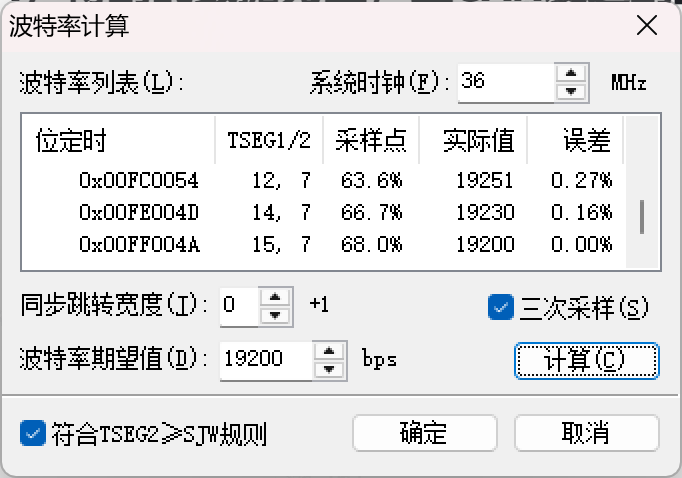 波特率计算
波特率列表(L): 系统时钟(F): 36 MHz
位定时 TSEG1/2 采样点 实际值 误差
0x00FC0054 12, 7 63.6% 19251 0.27%
0x00FE004D 14, 7 66.7% 19230 0.16%
0x00FF004A 15, 7 68.0% 19200 0.00%
同步跳转宽度(J): 0 +1 三次采样(S)
波特率期望值(D): 19200 bps 计算(C)
符合TSEG2≥SJW规则 确定 取消